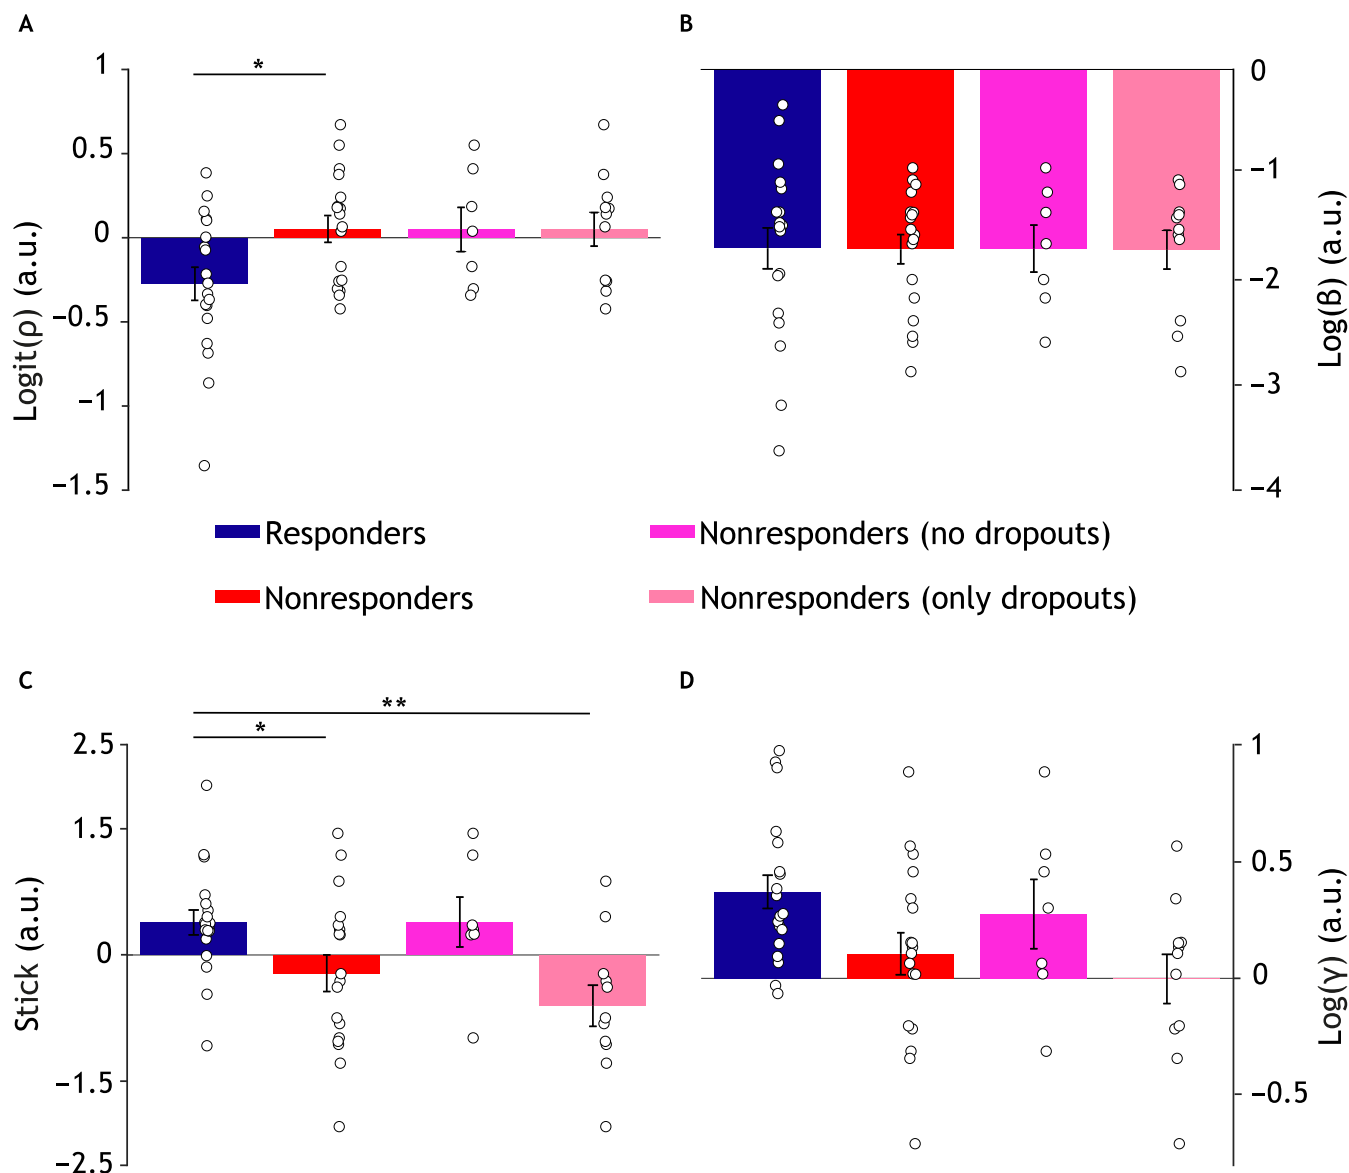 A
B
*
1
0.5
0
−0.5
−1
−1.5
Logit(ρ) (a.u.)
0
−1
−2
−3
−4
Log(β) (a.u.)
Responders
Nonresponders (no dropouts)
Nonresponders
Nonresponders (only dropouts)
C
D
**
*
2.5
1.5
0
−1.5
−2.5
Stick (a.u.)
1
0.5
0
−0.5
Log(γ) (a.u.)